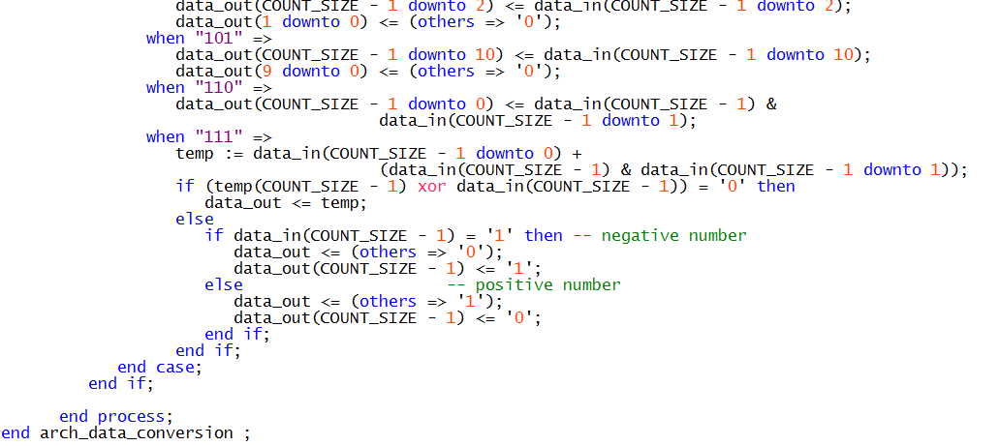 data_out(COUNT_SIZE - 1 downto 2) <= data_in(COUNT_SIZE - 1 downto 2);
data_out(1 downto 0) <= (others => '0');
when "101" =>
data_out(COUNT_SIZE - 1 downto 10) <= data_in(COUNT_SIZE - 1 downto 10);
data_out(9 downto 0) <= (others => '0');
when "110" =>
data_out(COUNT_SIZE - 1 downto 0) <= data_in(COUNT_SIZE - 1) &
data_in(COUNT_SIZE - 1 downto 1);
when "111" =>
temp := data_in(COUNT_SIZE - 1 downto 0) +
(data_in(COUNT_SIZE - 1) & data_in(COUNT_SIZE - 1 downto 1));
if (temp(COUNT_SIZE - 1) xor data_in(COUNT_SIZE - 1)) = '0' then
data_out <= temp;
else
if data_in(COUNT_SIZE - 1) = '1' then -- negative number
data_out <= (others => '0');
data_out(COUNT_SIZE - 1) <= '1';
else -- positive number
data_out <= (others => '1');
data_out(COUNT_SIZE - 1) <= '0';
end if;
end if;
end case;
end if;
end process;
end arch_data_conversion ;